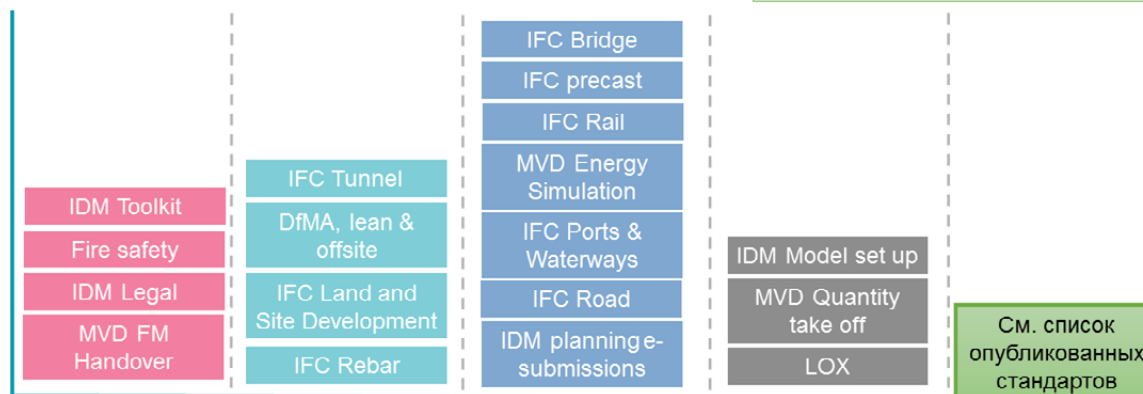 IDM Toolkit
Fire safety
IDM Legal
MVD FM
Handover
IFC Tunnel
DfMA, lean &
offsite
IFC Land and
Site Development
IFC Rebar
IFC Bridge
IFC precast
IFC Rail
MVD Energy
Simulation
IFC Ports &
Waterways
IFC Road
IDM planning e-
submissions
IDM Model set up
MVD Quantity
take off
LOX
См. список
опубликованных
стандартов